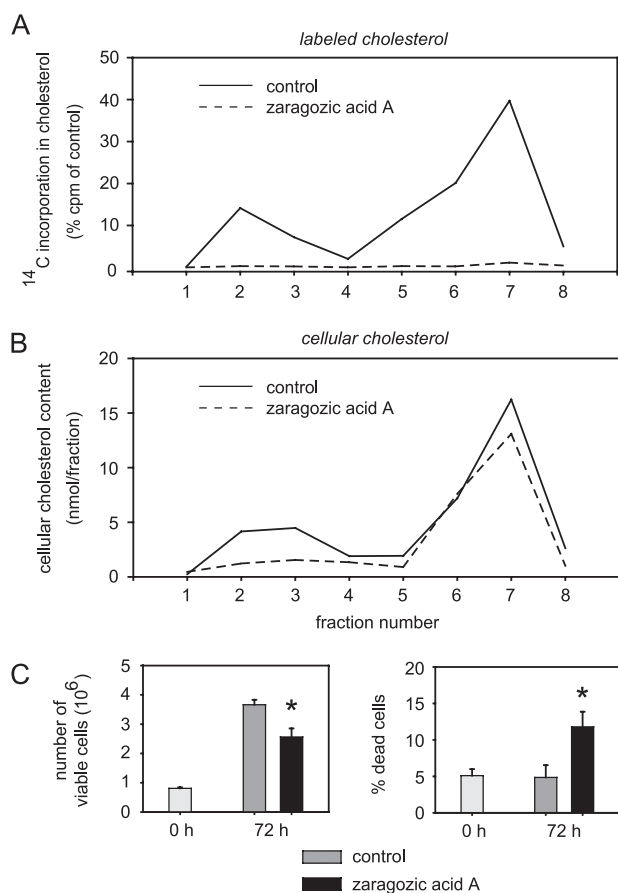 A
labeled cholesterol
14C incorporation in cholesterol
(% cpm of control)
50
40
30
20
10
0
control
zaragozic acid A
1 2 3 4 5 6 7 8
B
cellular cholesterol
cellular cholesterol content
(nmol/fraction)
20
15
10
5
0
control
zaragozic acid A
1 2 3 4 5 6 7 8
fraction number
C
number of
viable cells (10^6)
5
4
3
2
1
0
*
0 h 72 h
% dead cells
20
15
10
5
0
*
0 h 72 h
control
zaragozic acid A